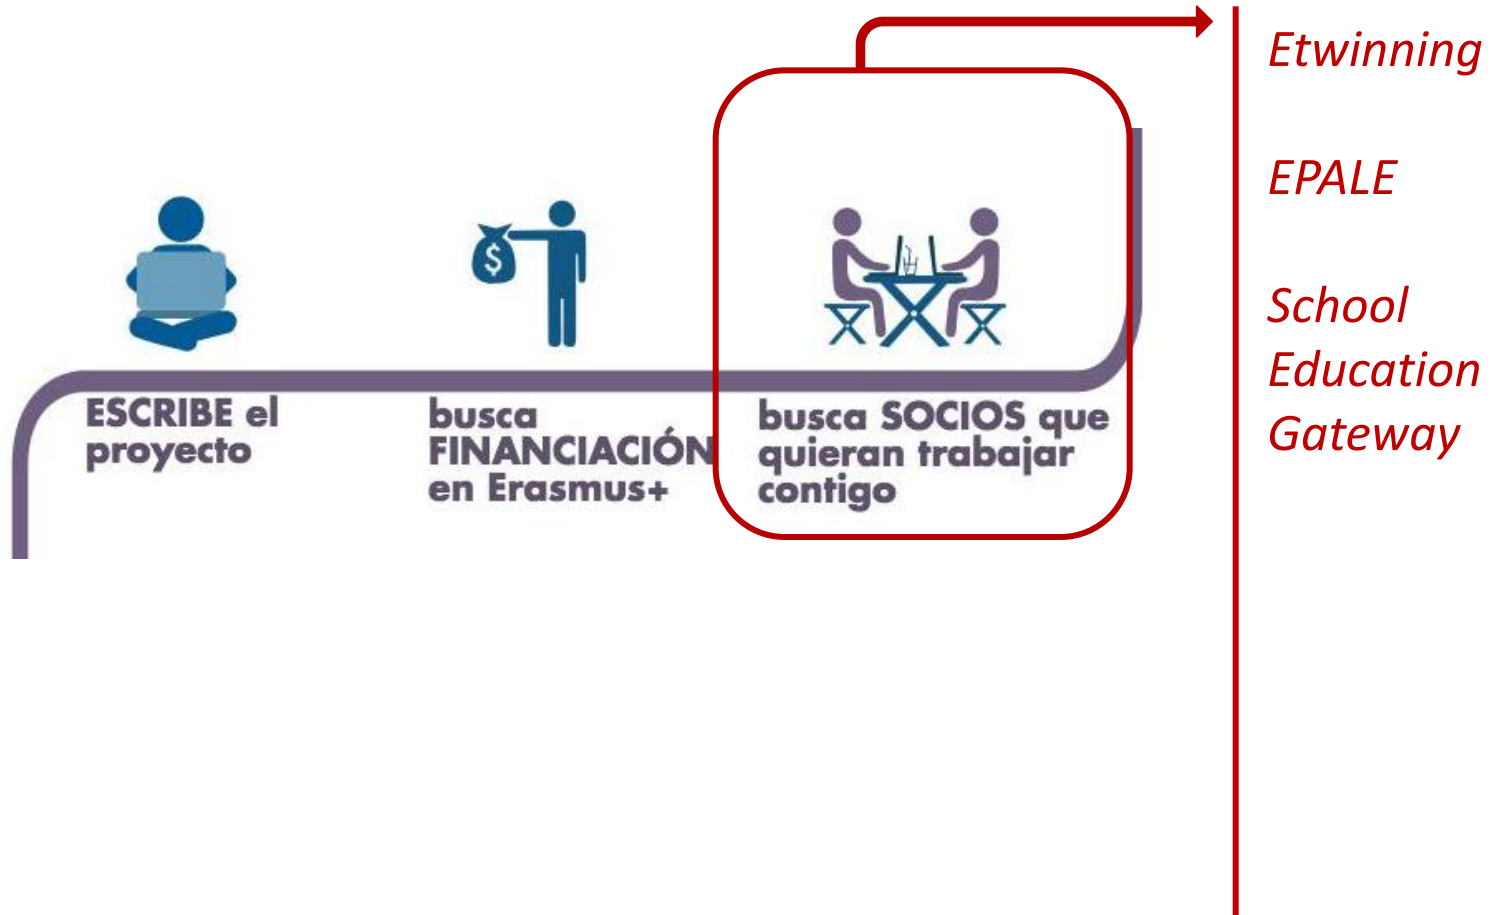 ESCRIBE el
proyecto
busca
FINANCIACIÓN
en Erasmus+
$
busca SOCIOS que
quieran trabajar
contigo
Etwinning
EPALE
School
Education
Gateway